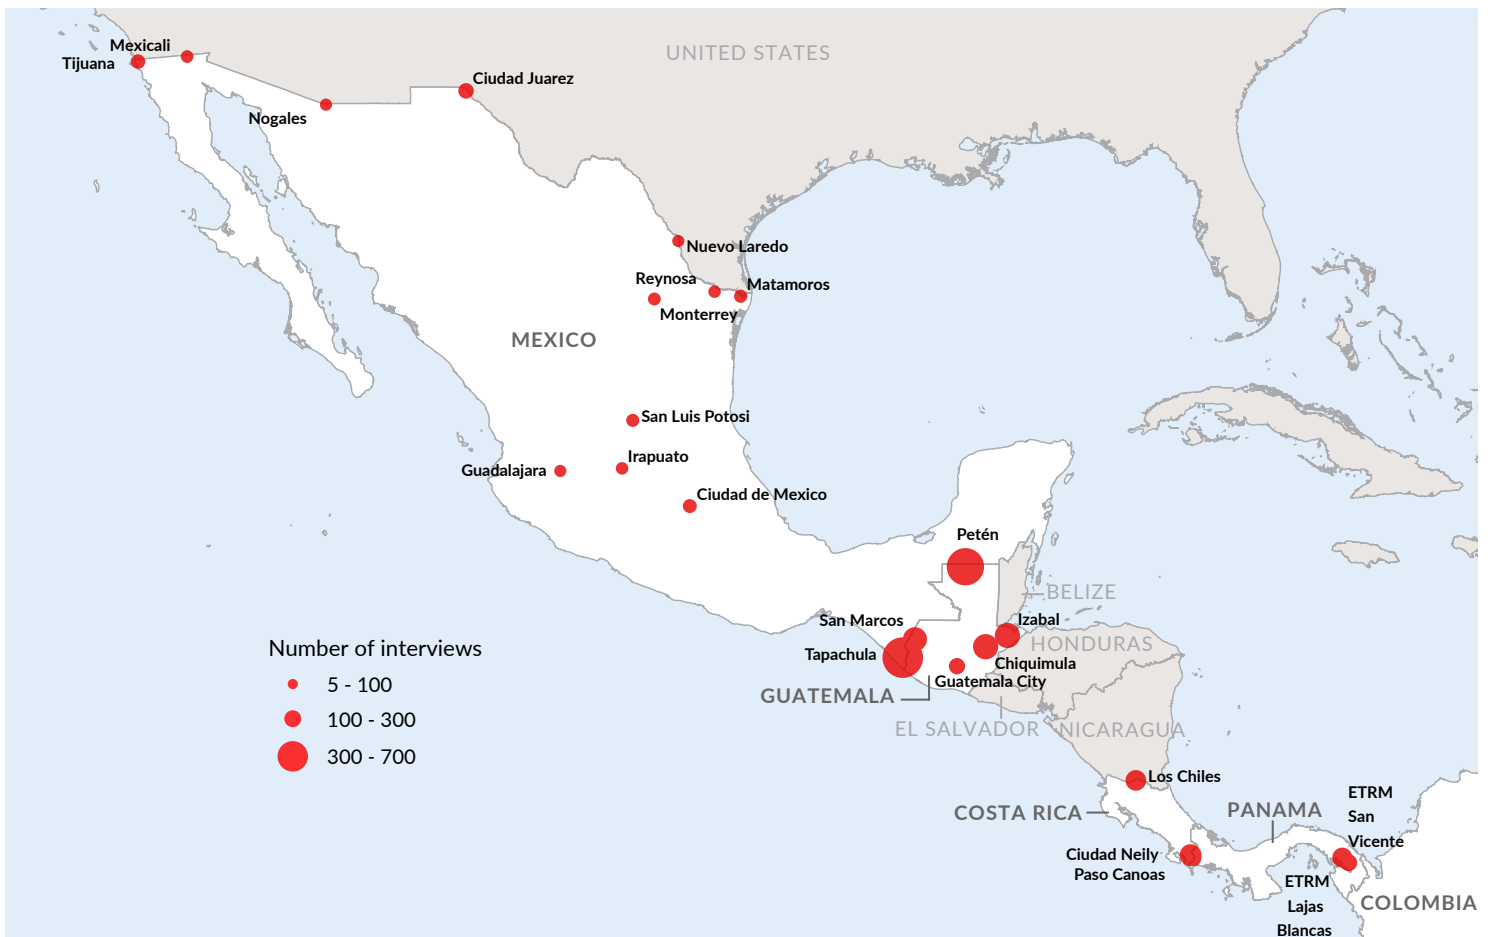 Mexicali
Tijuana
UNITED STATES
Ciudad Juarez
Nogales
Nuevo Laredo
Reynosa
Matamoros
Monterrey
MEXICO
San Luis Potosi
Irapuato
Guadalajara
Ciudad de Mexico
Petén
BELIZE
San Marcos
Izabal
HONDURAS
Tapachula
Chiquimula
Guatemala City
GUATEMALA
EL SALVADOR
NICARAGUA
Number of interviews
5 - 100
100 - 300
300 - 700
Los Chiles
COSTA RICA
PANAMA
ETRM
San
Vicente
Ciudad Neily
Paso Canoas
ETRM
Lajas
Blancas
COLOMBIA